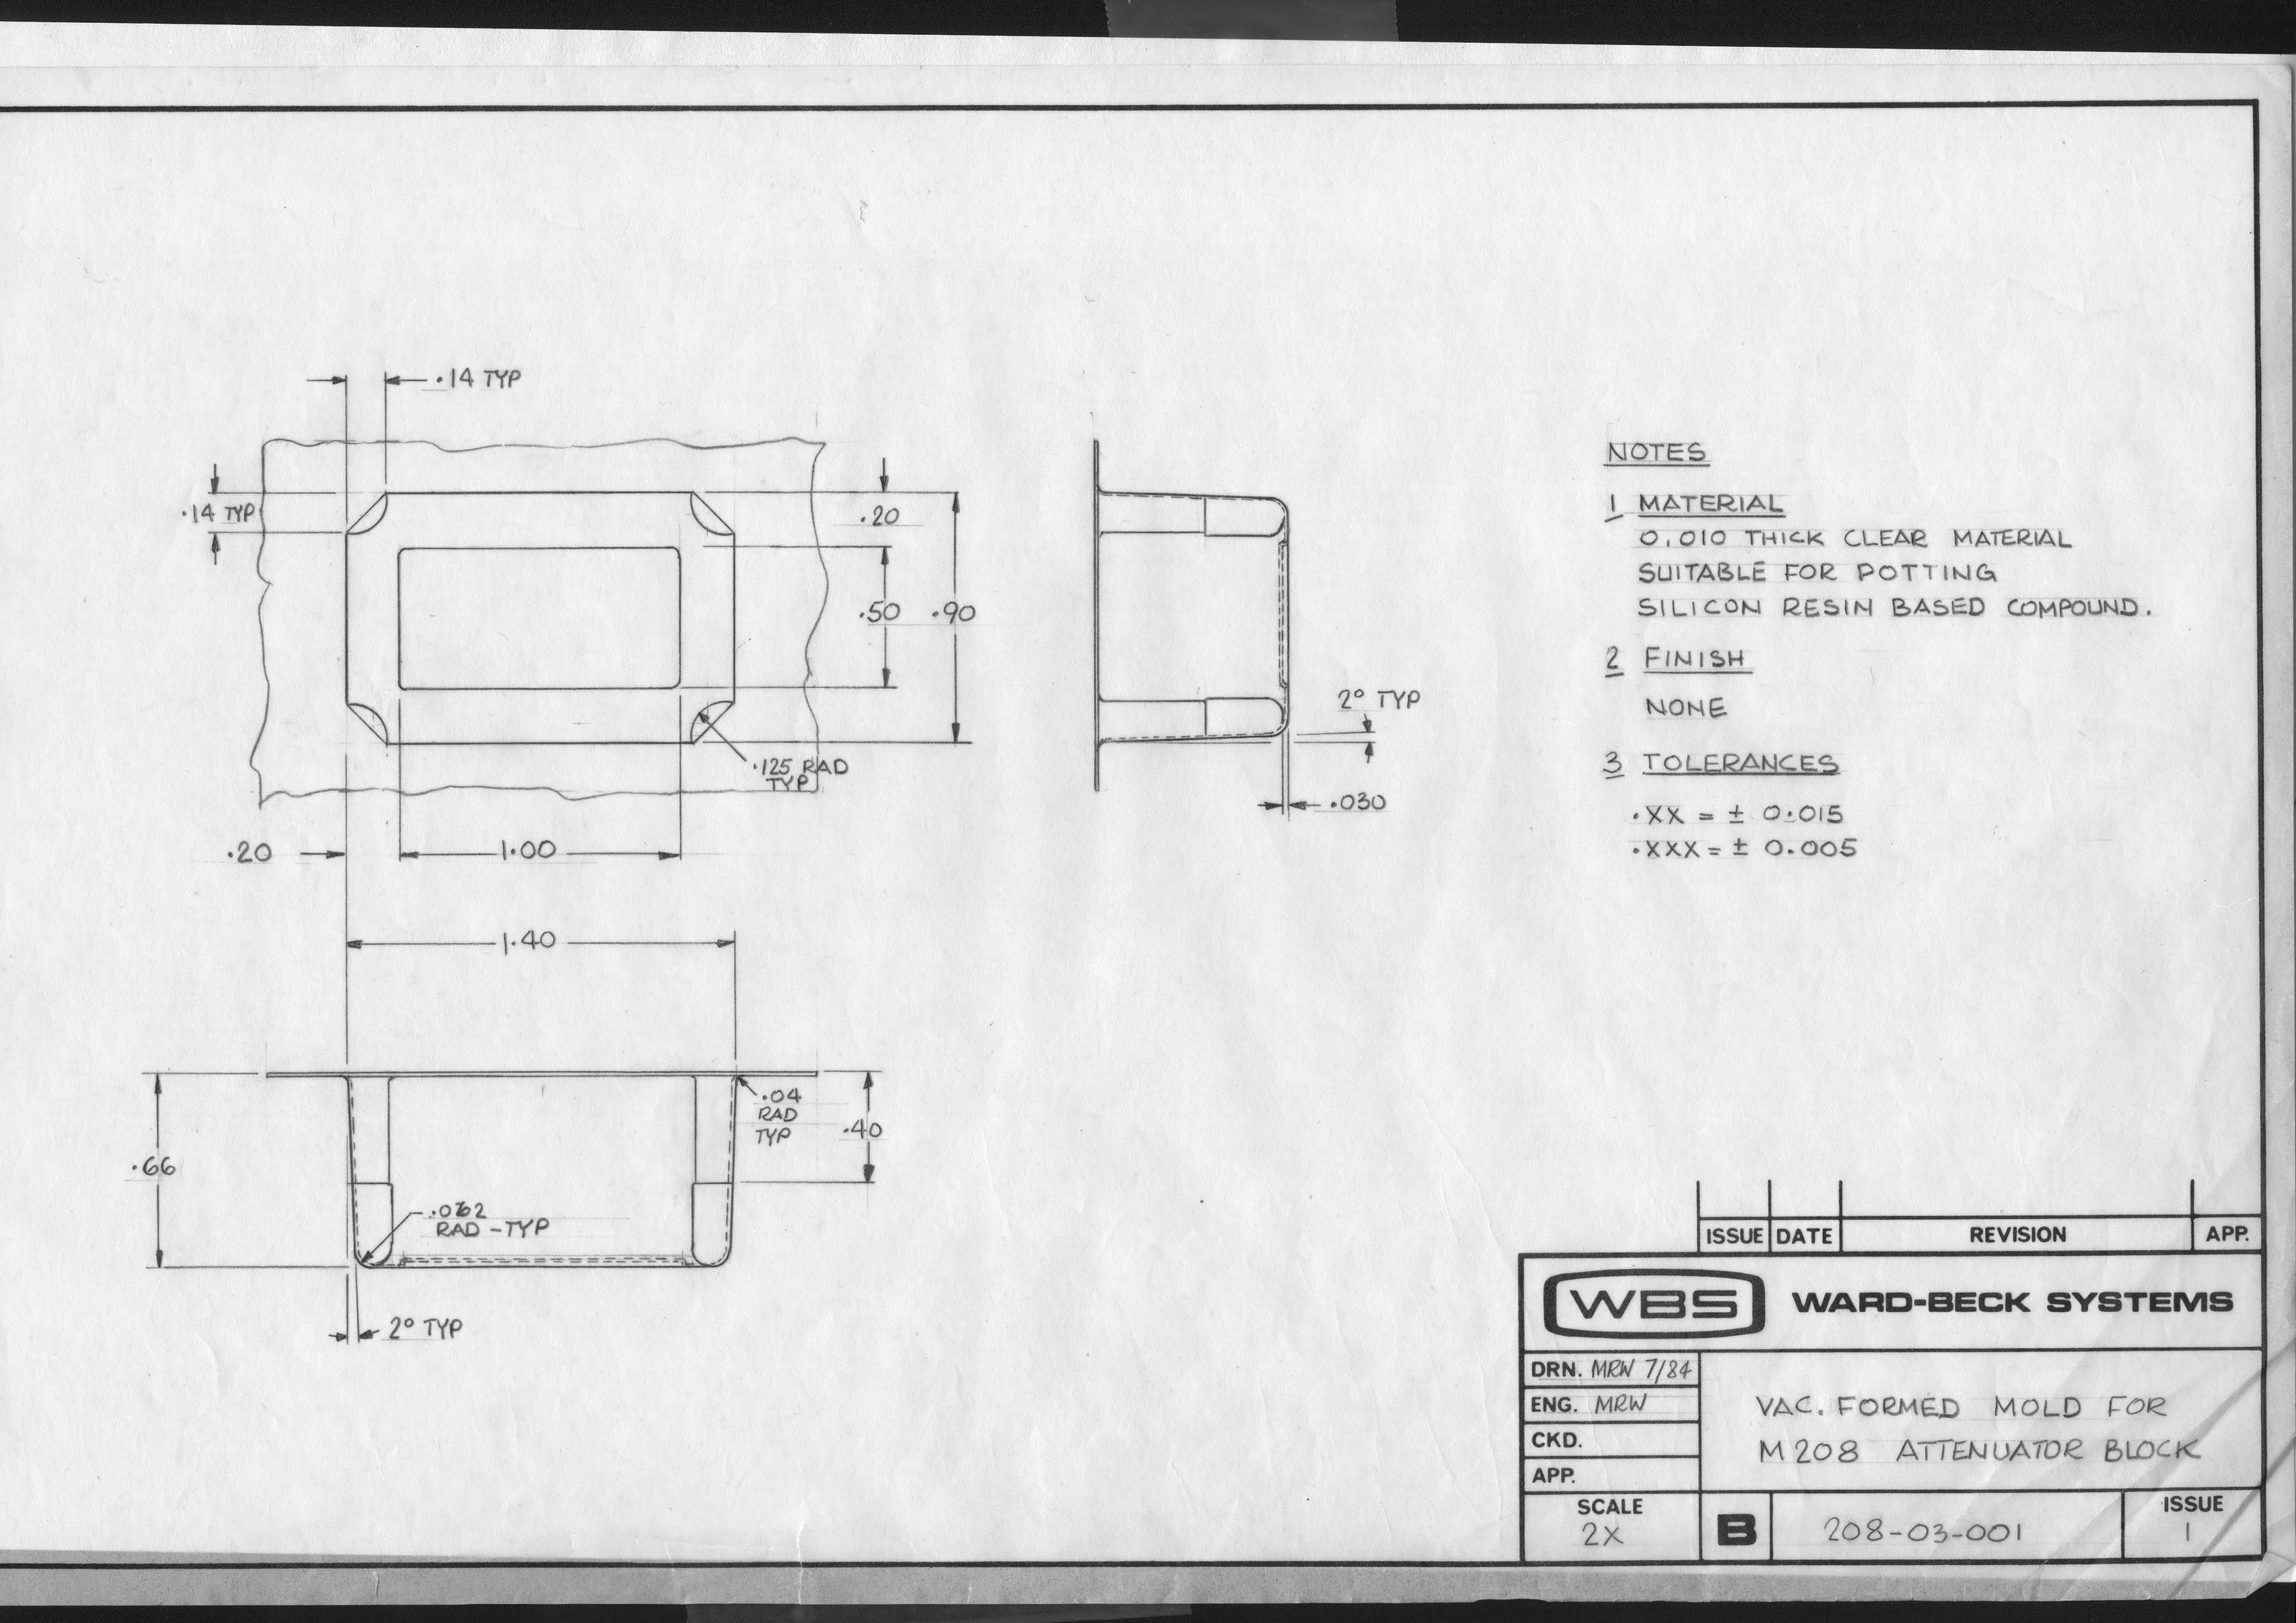 .14 TYP
.14 TYP
.20
.50
.90
.125 RAD
TYP
.20
1.00
1.40
2° TYP
.030
.04
RAD
TYP
.40
.66
RAD - TYP
2° TYP
NOTES
1 MATERIAL
0.010 THICK CLEAR MATERIAL
SUITABLE FOR POTTING
SILICON RESIN BASED COMPOUND.
2 FINISH
NONE
3 TOLERANCES
.XX = ± 0.015
.XXX = ± 0.005
ISSUE DATE REVISION APP.
WBS WARD-BECK SYSTEMS
DRN. MRW 7/84
ENG. MRW
CKD.
APP.
VAC. FORMED MOLD FOR
M208 ATTENUATOR BLOCK
SCALE
2X
B
208-03-001
ISSUE
1